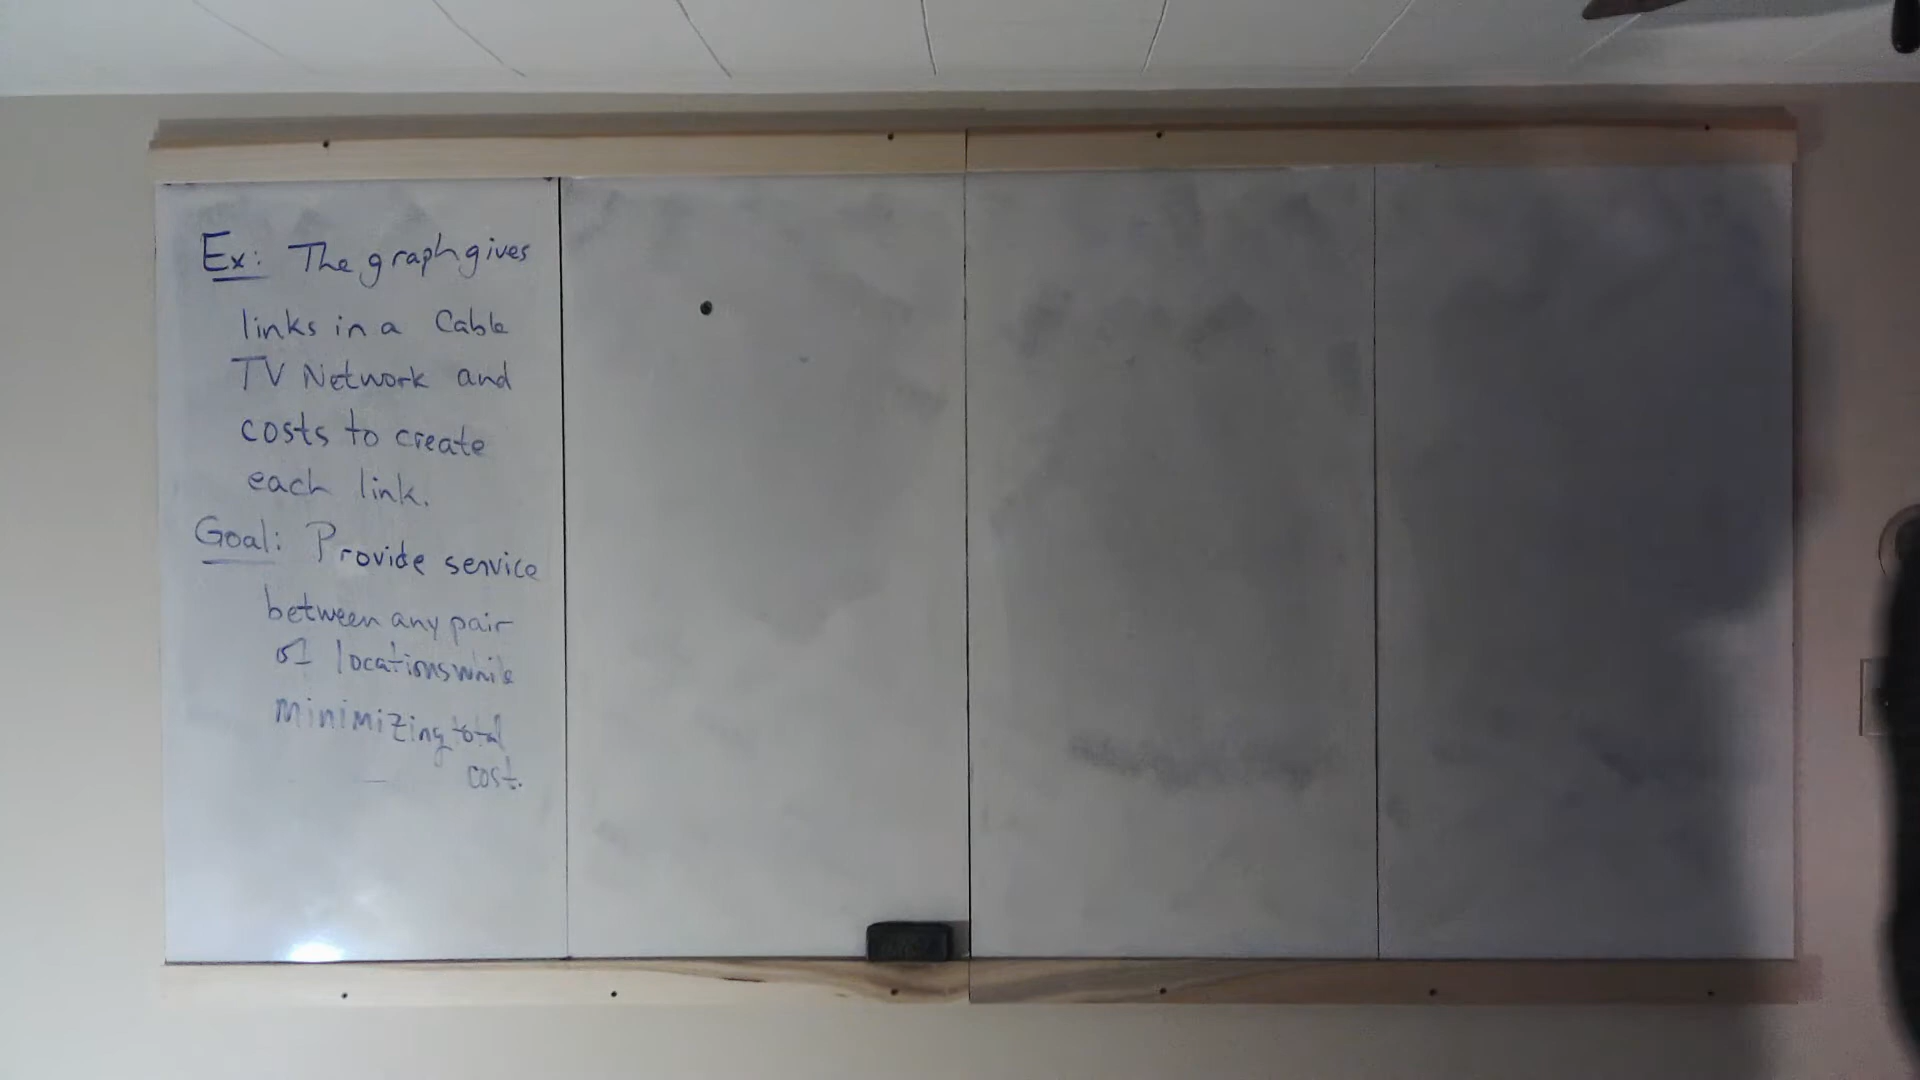 Ex: The graph gives
links in a Cable
TV Network and
costs to create
each link.
Goal: Provide service
between any pair
of locations while
minimizing total
cost.